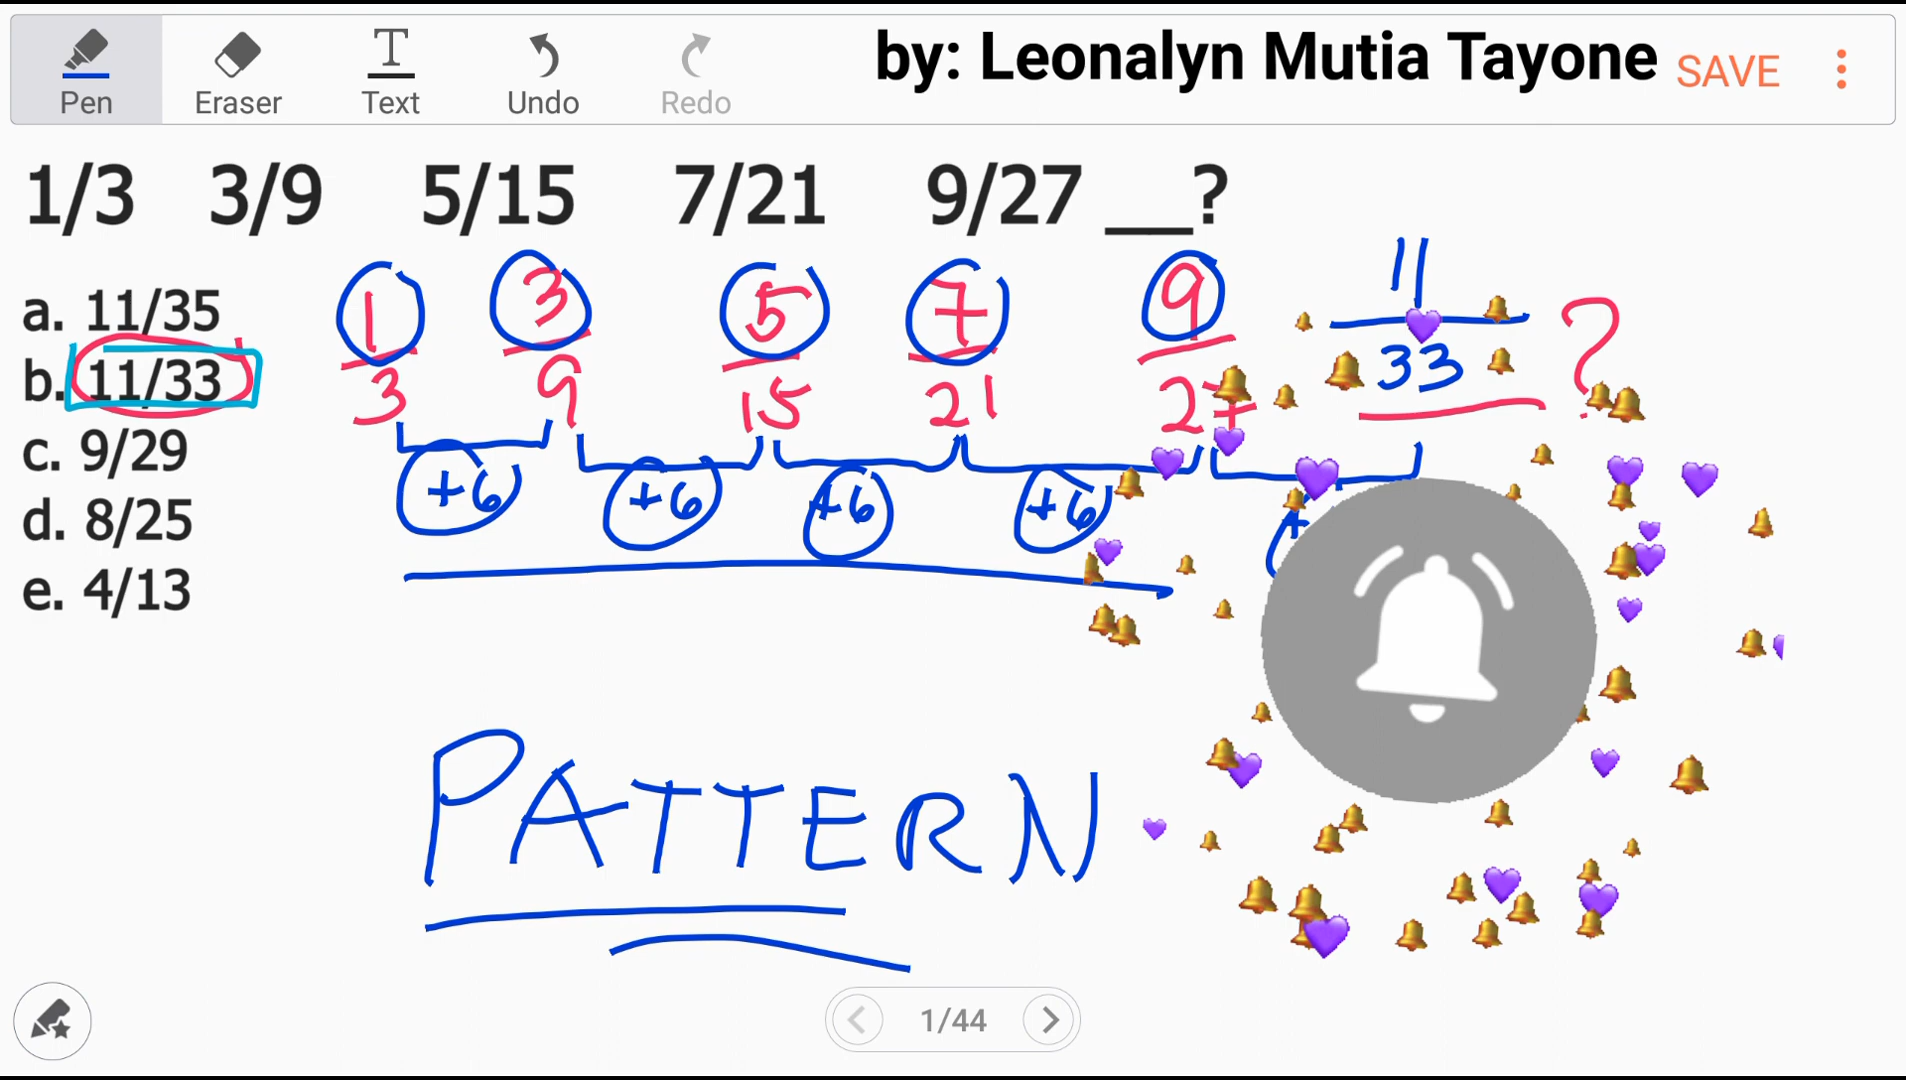 Pen Eraser Text Undo Redo by: Leonalyn Mutia Tayone SAVE
1/3 3/9 5/15 7/21 9/27 __?
a. 11/35
b. 11/33
c. 9/29
d. 8/25
e. 4/13
1 3 5 7 9 11
3 9 15 21 27 33 ?
+6 +6 +6 +6 +
PATTERN
1/44